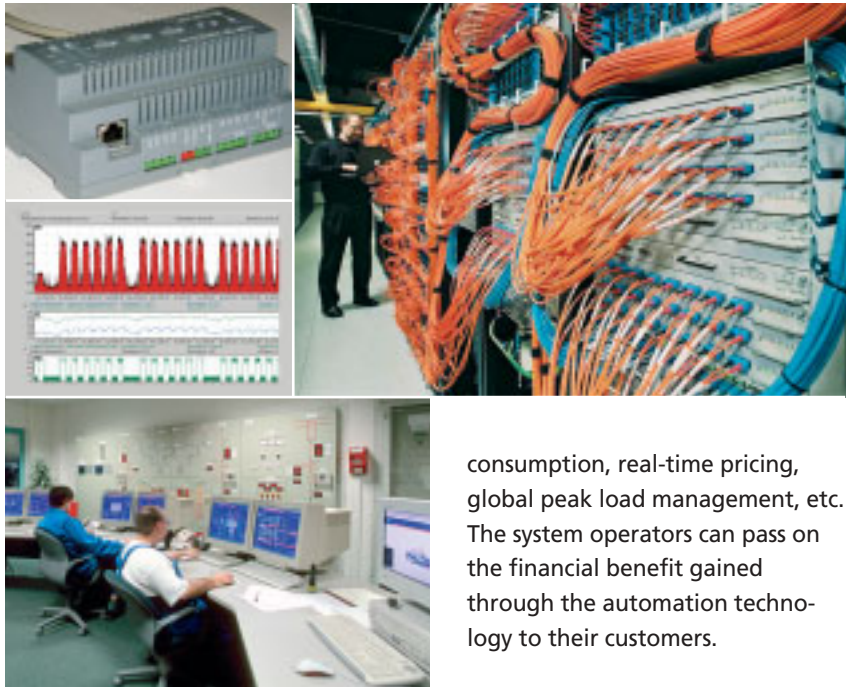 consumption, real-time pricing,
global peak load management, etc.
The system operators can pass on
the financial benefit gained
through the automation techno-
logy to their customers.